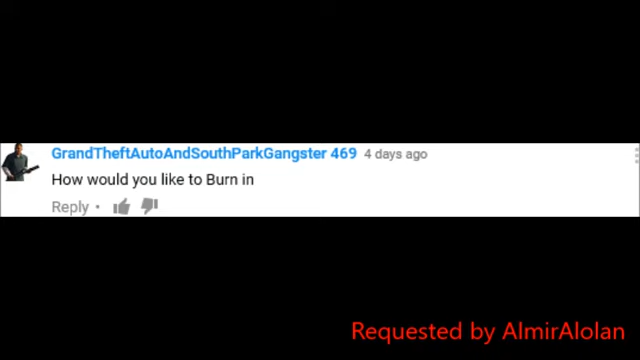 GrandTheftAutoAndSouthParkGangster 469 4 days ago
How would you like to Burn in
Reply •
Requested by AlmirAlolan